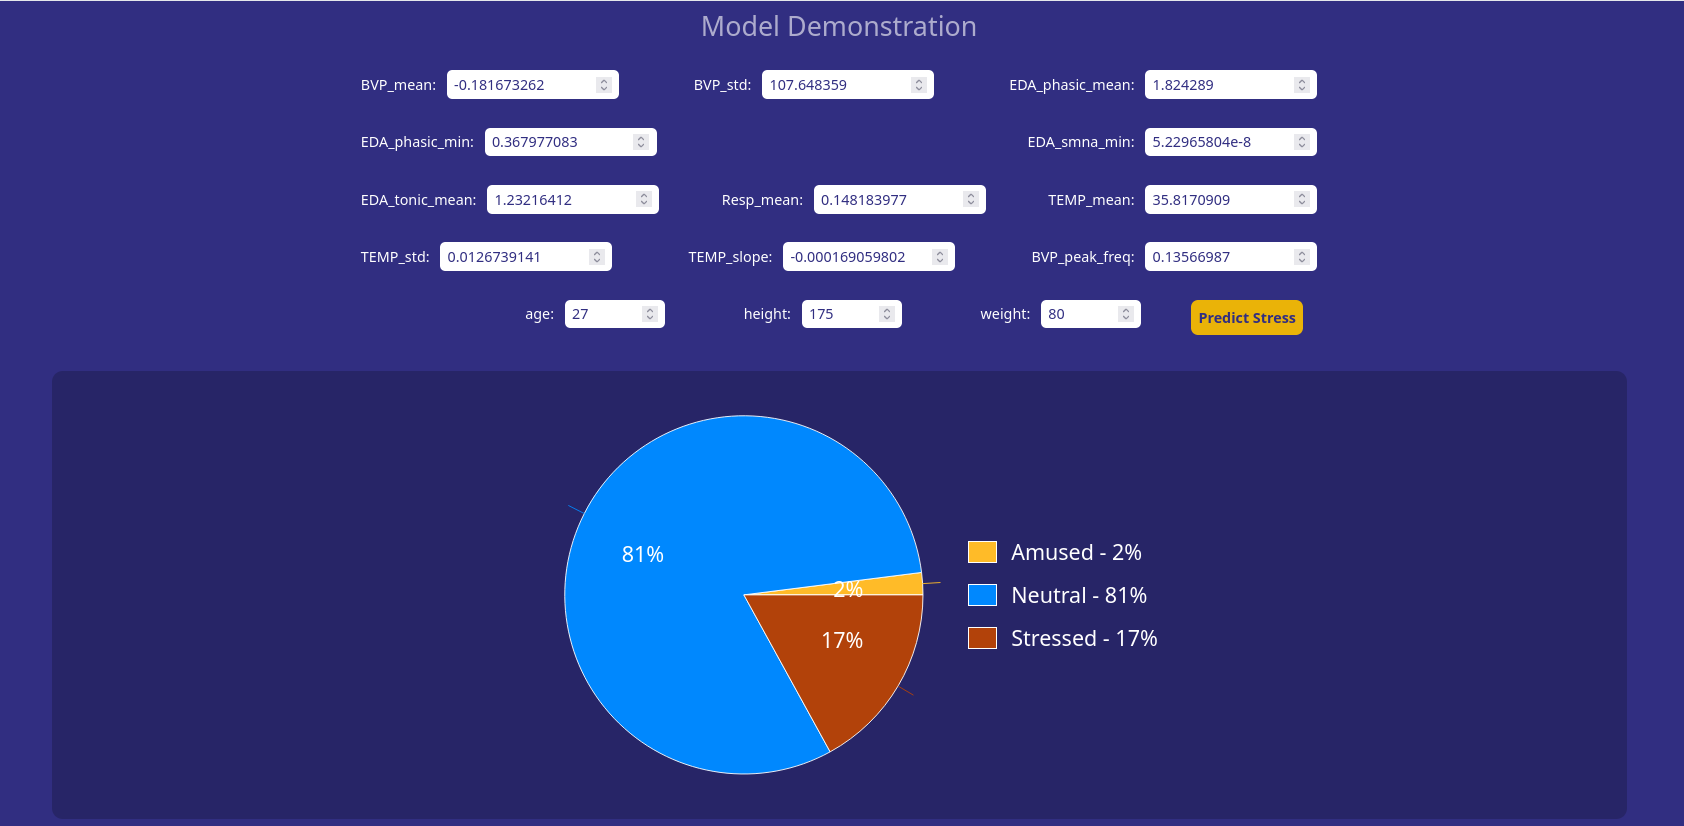 Model Demonstration
BVP_mean: -0.181673262 BVP_std: 107.648359 EDA_phasic_mean: 1.824289
EDA_phasic_min: 0.367977083 EDA_smna_min: 5.22965804e-8
EDA_tonic_mean: 1.23216412 Resp_mean: 0.148183977 TEMP_mean: 35.8170909
TEMP_std: 0.0126739141 TEMP_slope: -0.000169059802 BVP_peak_freq: 0.13566987
age: 27 height: 175 weight: 80 Predict Stress
81%
2%
17%
Amused - 2%
Neutral - 81%
Stressed - 17%